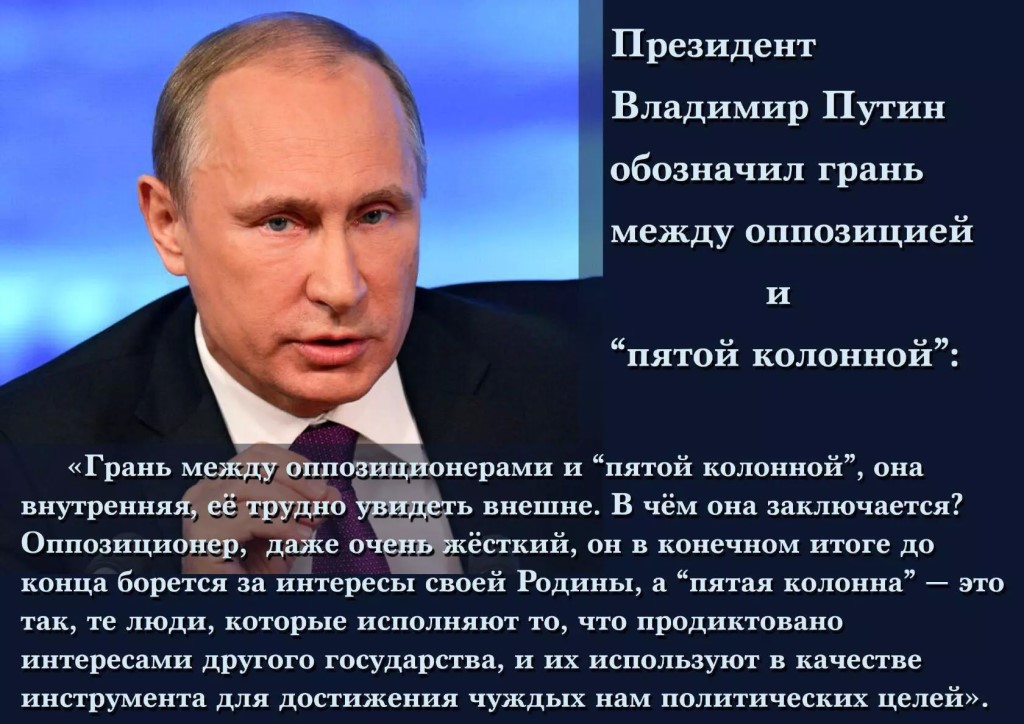 Президент
Владимир Путин
обозначил грань
между оппозицией
и
“пятой колонной”:
«Грань между оппозиционерами и “пятой колонной”, она
внутренняя, её трудно увидеть внешне. В чём она заключается?
Оппозиционер, даже очень жёсткий, он в конечном итоге до
конца борется за интересы своей Родины, а “пятая колонна” — это
так, те люди, которые исполняют то, что продиктовано
интересами другого государства, и их используют в качестве
инструмента для достижения чуждых нам политических целей».